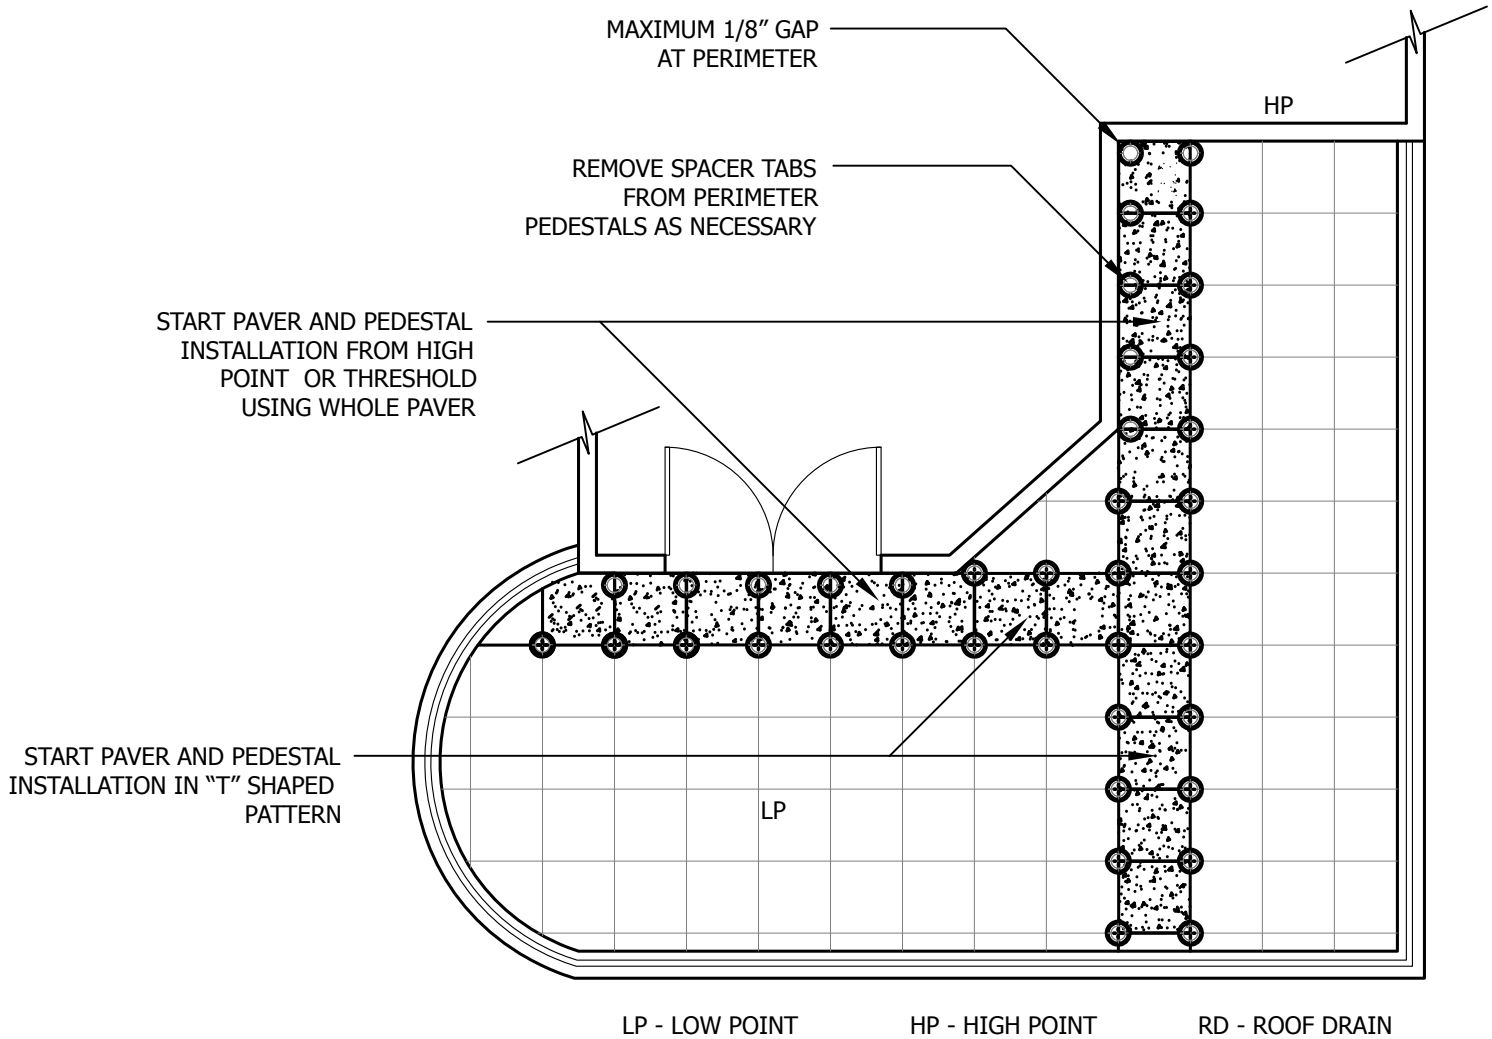 MAXIMUM 1/8” GAP
AT PERIMETER
HP
REMOVE SPACER TABS
FROM PERIMETER
PEDESTALS AS NECESSARY
START PAVER AND PEDESTAL
INSTALLATION FROM HIGH
POINT OR THRESHOLD
USING WHOLE PAVER
START PAVER AND PEDESTAL
INSTALLATION IN “T” SHAPED
PATTERN
LP
LP - LOW POINT
HP - HIGH POINT
RD - ROOF DRAIN